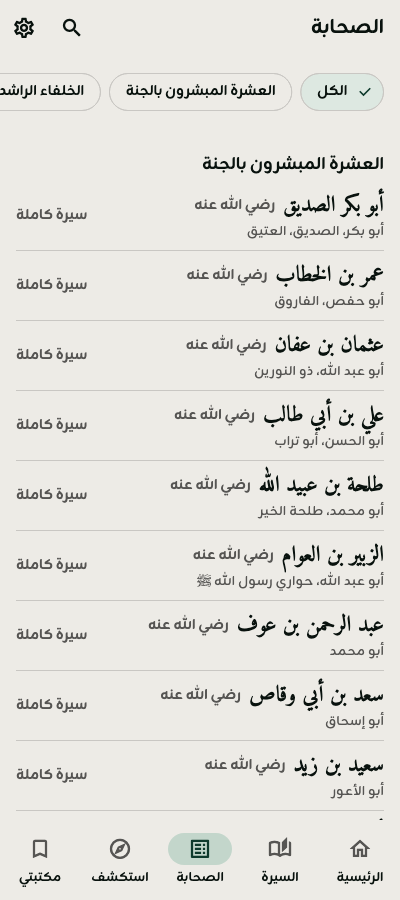 الصحابة
الكل
العشرة المبشرون بالجنة
الخلفاء
العشرة المبشرون بالجنة
أبو بكر الصديق رضي الله عنه
أبو بكر، الصديق، العتيق
سيرة كاملة
عمر بن الخطاب رضي الله عنه
أبو حفص، الفاروق
سيرة كاملة
عثمان بن عفان رضي الله عنه
أبو عبد الله، ذو النورين
سيرة كاملة
علي بن أبي طالب رضي الله عنه
أبو الحسن، أبو تراب
سيرة كاملة
طلحة بن عبيد الله رضي الله عنه
أبو محمد، طلحة الخير
سيرة كاملة
الزبير بن العوام رضي الله عنه
أبو عبد الله، حواري رسول الله ﷺ
سيرة كاملة
عبد الرحمن بن عوف رضي الله عنه
أبو محمد
سيرة كاملة
سعد بن أبي وقاص رضي الله عنه
أبو إسحاق
سيرة كاملة
سعيد بن زيد رضي الله عنه
أبو الأعور
سيرة كاملة
الرئيسية
السيرة
الصحابة
استكشف
مكتبتي